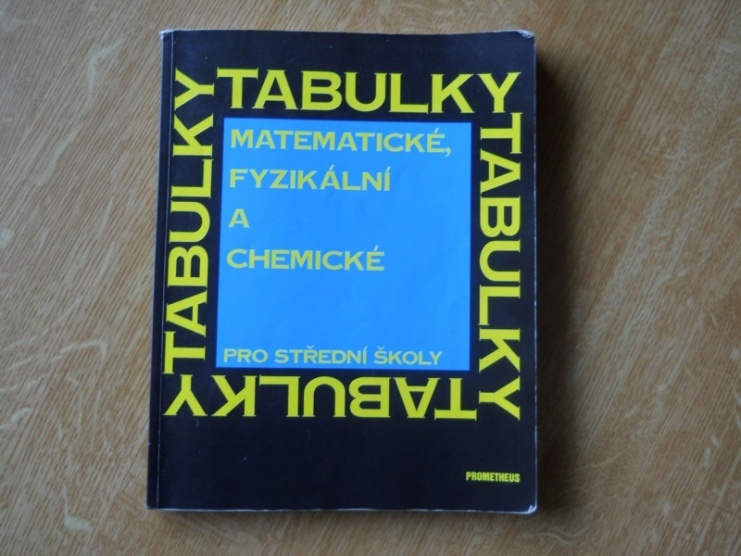 TABULKY
TABULKY
TABULKY
TABULKY
MATEMATICKÉ,
FYZIKÁLNÍ
A
CHEMICKÉ
PRO STŘEDNÍ ŠKOLY
PROMETHEUS